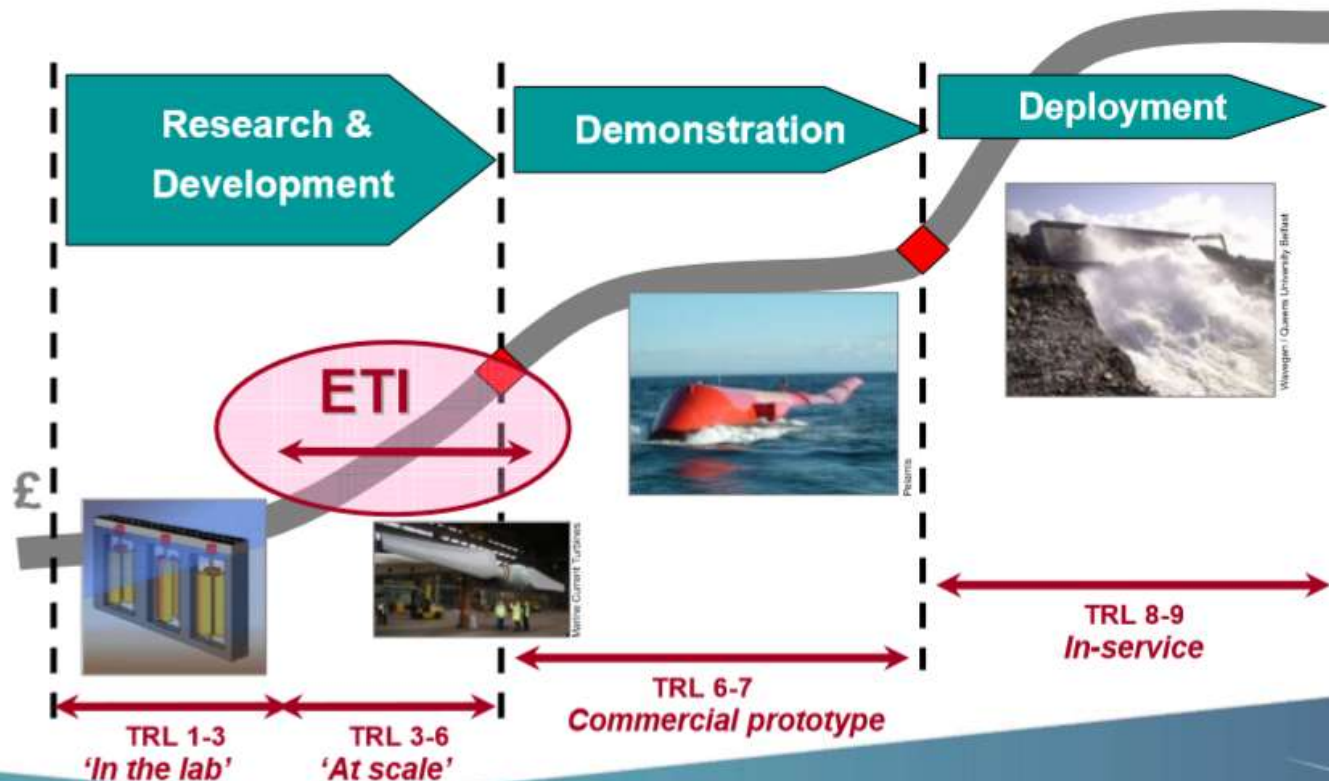 Research &
Development
Demonstration
Deployment
Wavegen / Queens University Belfast
ETI
Pelamis
£
Marine Current Turbines
TRL 8-9
In-service
TRL 6-7
Commercial prototype
TRL 1-3
'In the lab'
TRL 3-6
'At scale'